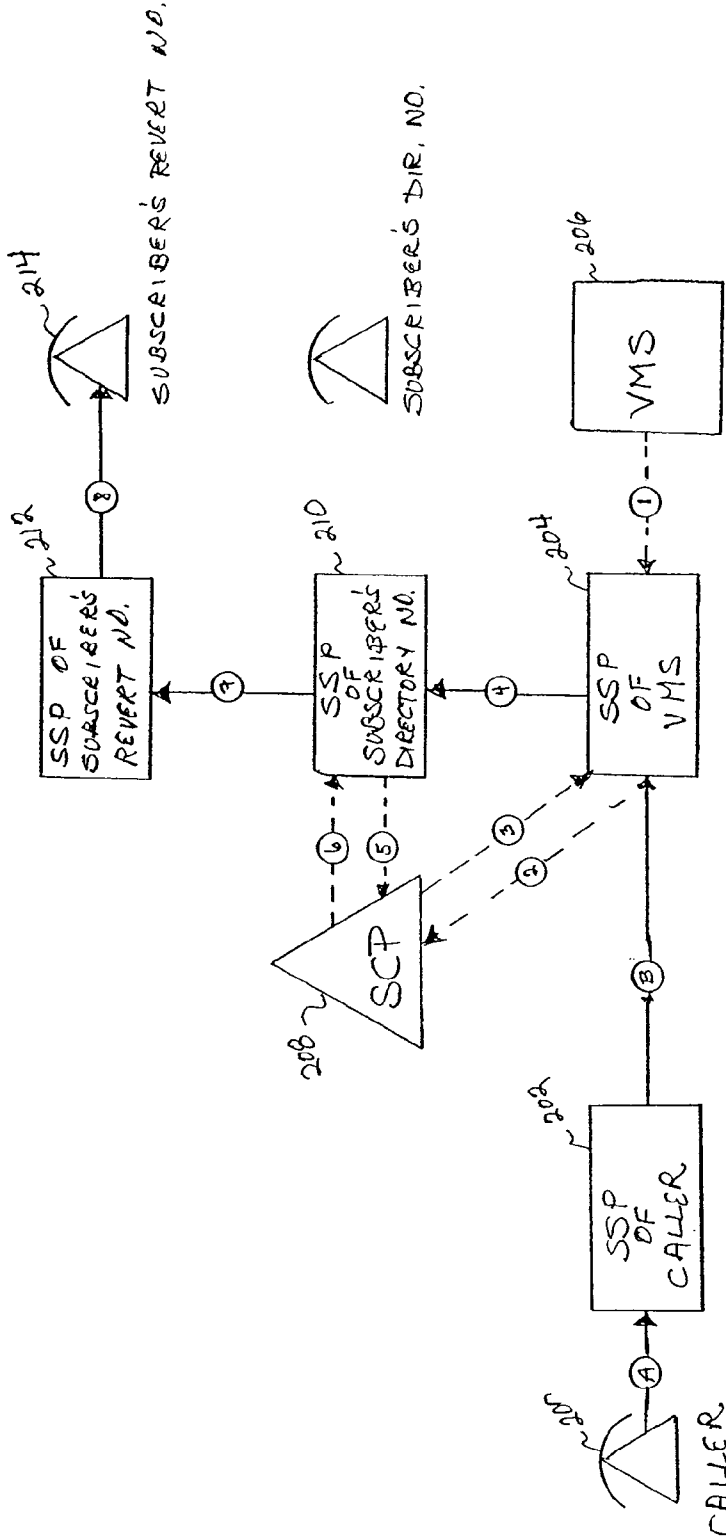 212
SSP OF
SUBSCRIBER'S
REVERT NO.
8
214
SUBSCRIBER'S REVERT NO.
7
208
SCP
6
5
210
SSP
OF
SUBSCRIBER'S
DIRECTORY NO.
SUBSCRIBER'S DIR. NO.
3
2
4
CALLER
A
202
SSP
OF
CALLER
B
204
SSP
OF
VMS
1
206
VMS